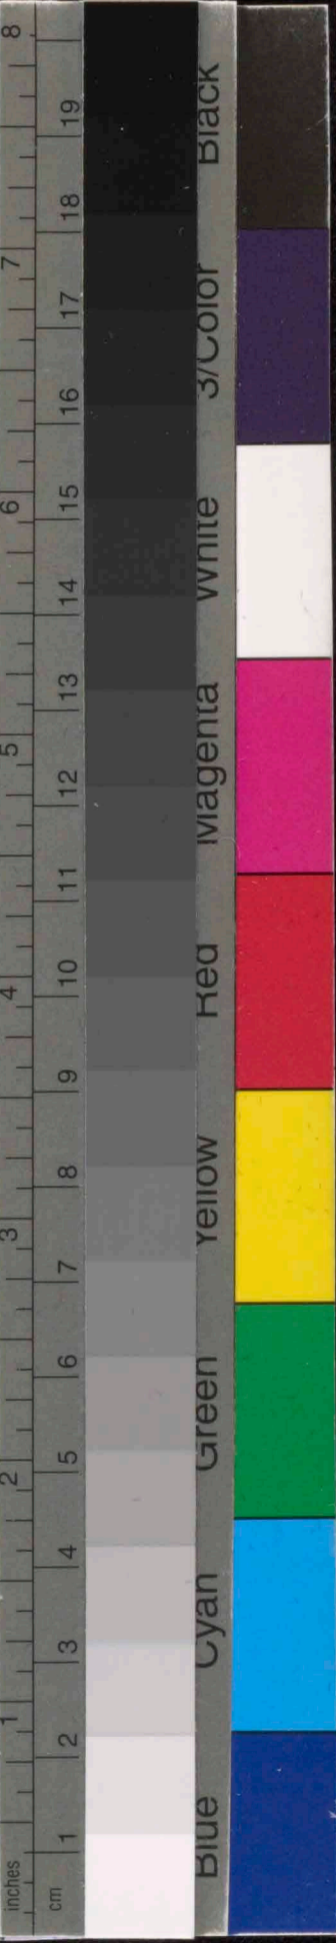 inches 1 2 3 4 5 6 7 8
cm 1 2 3 4 5 6 7 8 9 10 11 12 13 14 15 16 17 18 19
Blue Cyan Green Yellow Red Magenta White 3/Color Black